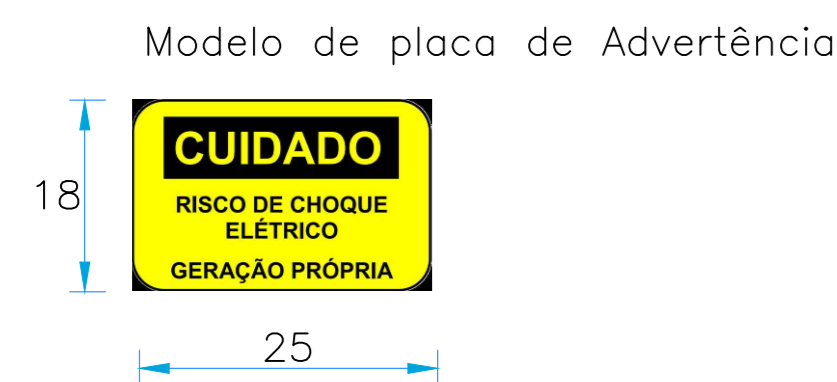 Modelo de placa de Advertência
18
CUIDADO
RISCO DE CHOQUE
ELÉTRICO
GERAÇÃO PRÓPRIA
25